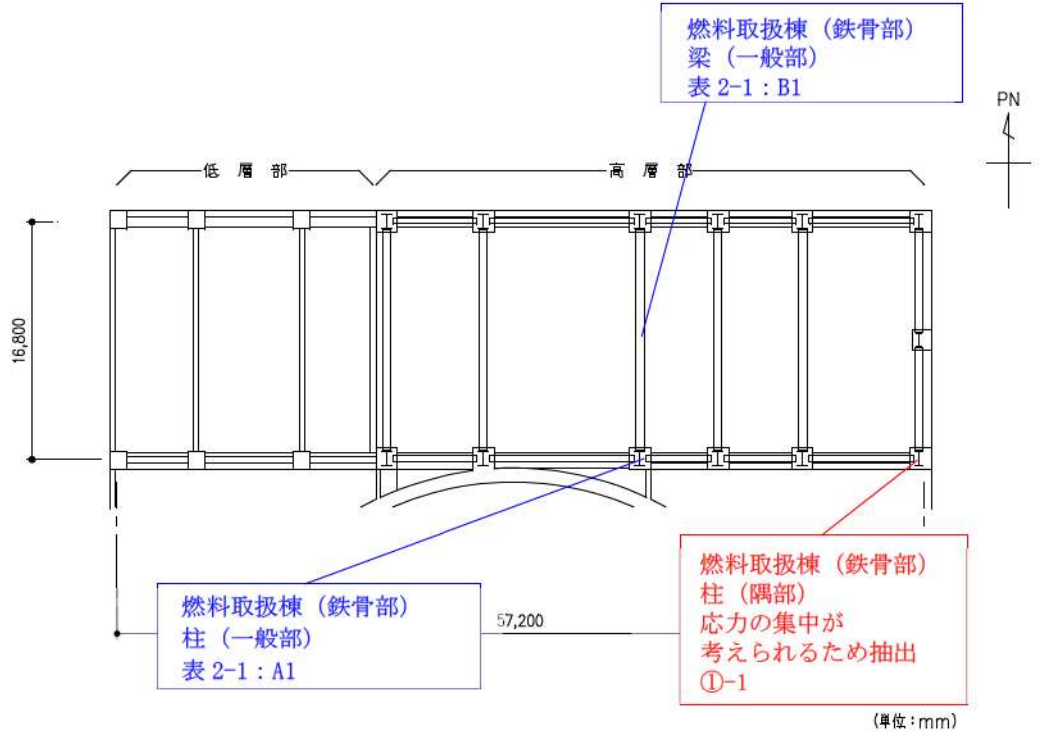 燃料取扱棟（鉄骨部）
梁（一般部）
表 2-1：B1
PN
低 層 部
高 層 部
16,800
燃料取扱棟（鉄骨部）
柱（一般部）
表 2-1：A1
57,200
燃料取扱棟（鉄骨部）
柱（隅部）
応力の集中が
考えられるため抽出
①-1
(単位：mm)